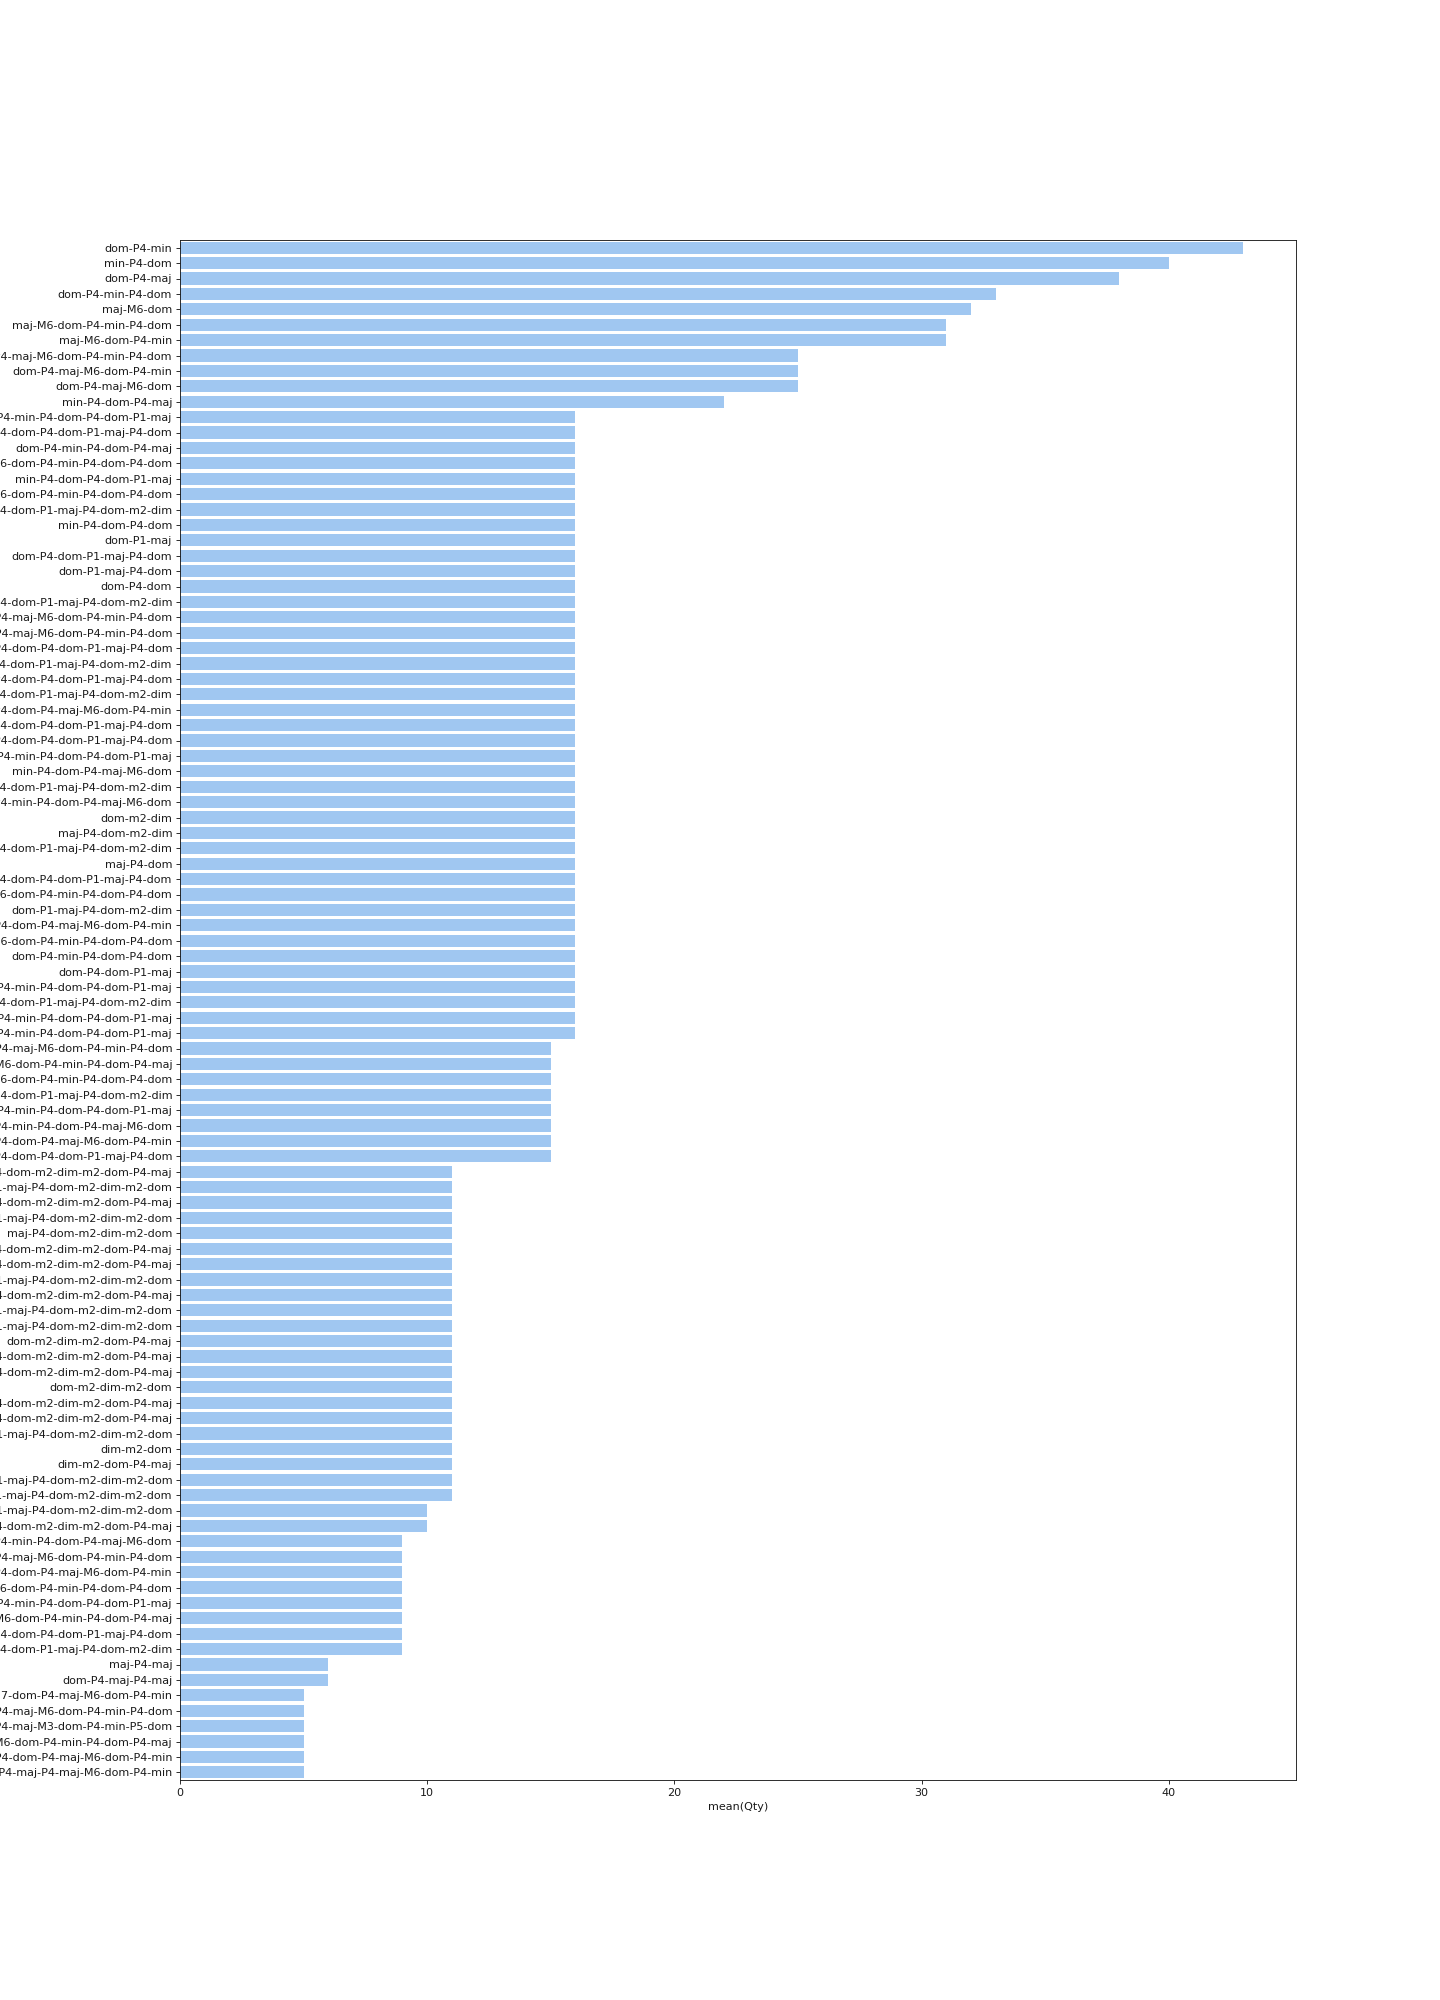 dom-P4-min
min-P4-dom
dom-P4-maj
dom-P4-min-P4-dom
maj-M6-dom
maj-M6-dom-P4-min-P4-dom
maj-M6-dom-P4-min
4-maj-M6-dom-P4-min-P4-dom
dom-P4-maj-M6-dom-P4-min
dom-P4-maj-M6-dom
min-P4-dom-P4-maj
P4-min-P4-dom-P4-dom-P1-maj
4-dom-P4-dom-P1-maj-P4-dom
dom-P4-min-P4-dom-P4-maj
6-dom-P4-min-P4-dom-P4-dom
min-P4-dom-P4-dom-P1-maj
6-dom-P4-min-P4-dom-P4-dom
4-dom-P1-maj-P4-dom-m2-dim
min-P4-dom-P4-dom
dom-P1-maj
dom-P4-dom-P1-maj-P4-dom
dom-P1-maj-P4-dom
dom-P4-dom
4-dom-P1-maj-P4-dom-m2-dim
P4-maj-M6-dom-P4-min-P4-dom
P4-maj-M6-dom-P4-min-P4-dom
P4-dom-P4-dom-P1-maj-P4-dom
4-dom-P1-maj-P4-dom-m2-dim
P4-dom-P4-dom-P1-maj-P4-dom
4-dom-P1-maj-P4-dom-m2-dim
4-dom-P4-maj-M6-dom-P4-min
4-dom-P4-dom-P1-maj-P4-dom
P4-dom-P4-dom-P1-maj-P4-dom
P4-min-P4-dom-P4-dom-P1-maj
min-P4-dom-P4-maj-M6-dom
4-dom-P1-maj-P4-dom-m2-dim
4-min-P4-dom-P4-maj-M6-dom
dom-m2-dim
maj-P4-dom-m2-dim
4-dom-P1-maj-P4-dom-m2-dim
maj-P4-dom
4-dom-P4-dom-P1-maj-P4-dom
6-dom-P4-min-P4-dom-P4-dom
dom-P1-maj-P4-dom-m2-dim
P4-dom-P4-maj-M6-dom-P4-min
6-dom-P4-min-P4-dom-P4-dom
dom-P4-min-P4-dom-P4-dom
dom-P4-dom-P1-maj
P4-min-P4-dom-P4-dom-P1-maj
4-dom-P1-maj-P4-dom-m2-dim
P4-min-P4-dom-P4-dom-P1-maj
P4-min-P4-dom-P4-dom-P1-maj
P4-maj-M6-dom-P4-min-P4-dom
M6-dom-P4-min-P4-dom-P4-maj
6-dom-P4-min-P4-dom-P4-dom
4-dom-P1-maj-P4-dom-m2-dim
P4-min-P4-dom-P4-dom-P1-maj
P4-min-P4-dom-P4-maj-M6-dom
P4-dom-P4-maj-M6-dom-P4-min
P4-dom-P4-dom-P1-maj-P4-dom
4-dom-m2-dim-m2-dom-P4-maj
1-maj-P4-dom-m2-dim-m2-dom
4-dom-m2-dim-m2-dom-P4-maj
1-maj-P4-dom-m2-dim-m2-dom
maj-P4-dom-m2-dim-m2-dom
4-dom-m2-dim-m2-dom-P4-maj
4-dom-m2-dim-m2-dom-P4-maj
1-maj-P4-dom-m2-dim-m2-dom
4-dom-m2-dim-m2-dom-P4-maj
1-maj-P4-dom-m2-dim-m2-dom
1-maj-P4-dom-m2-dim-m2-dom
dom-m2-dim-m2-dom-P4-maj
4-dom-m2-dim-m2-dom-P4-maj
4-dom-m2-dim-m2-dom-P4-maj
dom-m2-dim-m2-dom
4-dom-m2-dim-m2-dom-P4-maj
4-dom-m2-dim-m2-dom-P4-maj
1-maj-P4-dom-m2-dim-m2-dom
dim-m2-dom
dim-m2-dom-P4-maj
1-maj-P4-dom-m2-dim-m2-dom
1-maj-P4-dom-m2-dim-m2-dom
1-maj-P4-dom-m2-dim-m2-dom
4-dom-m2-dim-m2-dom-P4-maj
P4-min-P4-dom-P4-maj-M6-dom
P4-maj-M6-dom-P4-min-P4-dom
P4-dom-P4-maj-M6-dom-P4-min
6-dom-P4-min-P4-dom-P4-dom
P4-min-P4-dom-P4-dom-P1-maj
M6-dom-P4-min-P4-dom-P4-maj
4-dom-P4-dom-P1-maj-P4-dom
4-dom-P1-maj-P4-dom-m2-dim
maj-P4-maj
dom-P4-maj-P4-maj
7-dom-P4-maj-M6-dom-P4-min
P4-maj-M6-dom-P4-min-P4-dom
P4-maj-M3-dom-P4-min-P5-dom
M6-dom-P4-min-P4-dom-P4-maj
P4-dom-P4-maj-M6-dom-P4-min
P4-maj-P4-maj-M6-dom-P4-min
0 10 20 30 40
mean(Qty)